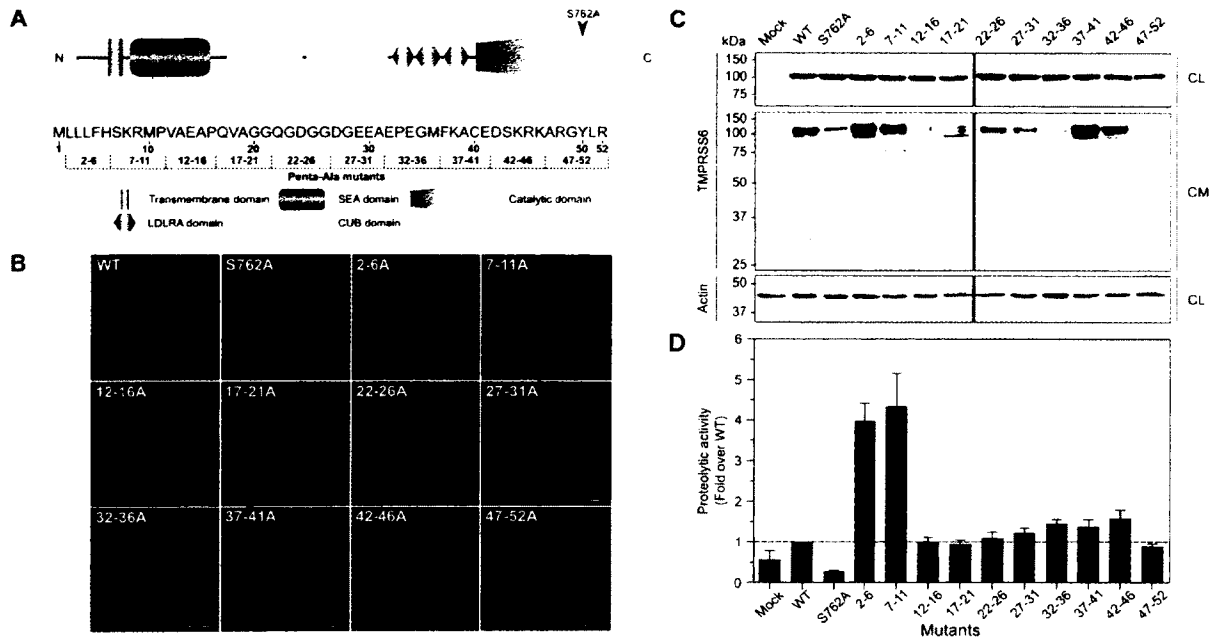 A
S762A
N
C
MLLLFHSKRMPVAEAPQVAGGQGDGGDGEEAEPEGMFKACEDSKRKARGYLR
1 10 20 30 40 50 52
2-6 7-11 12-16 17-21 22-26 27-31 32-36 37-41 42-46 47-52
Penta-Ala mutants
Transmembrane domain SEA domain Catalytic domain
LDLRA domain CUB domain
B
WT S762A 2-6A 7-11A
12-16A 17-21A 22-26A 27-31A
32-36A 37-41A 42-46A 47-52A
C
kDa Mock WT S762A 2-6 7-11 12-16 17-21 22-26 27-31 32-36 37-41 42-46 47-52
150
100
75
CL
TMPRSS6
150
100
75
50
37
25
CM
*
Actin
50
37
CL
D
Proteolytic activity
(Fold over WT)
6
5
4
3
2
1
0
Mock WT S762A 2-6 7-11 12-16 17-21 22-26 27-31 32-36 37-41 42-46 47-52
Mutants